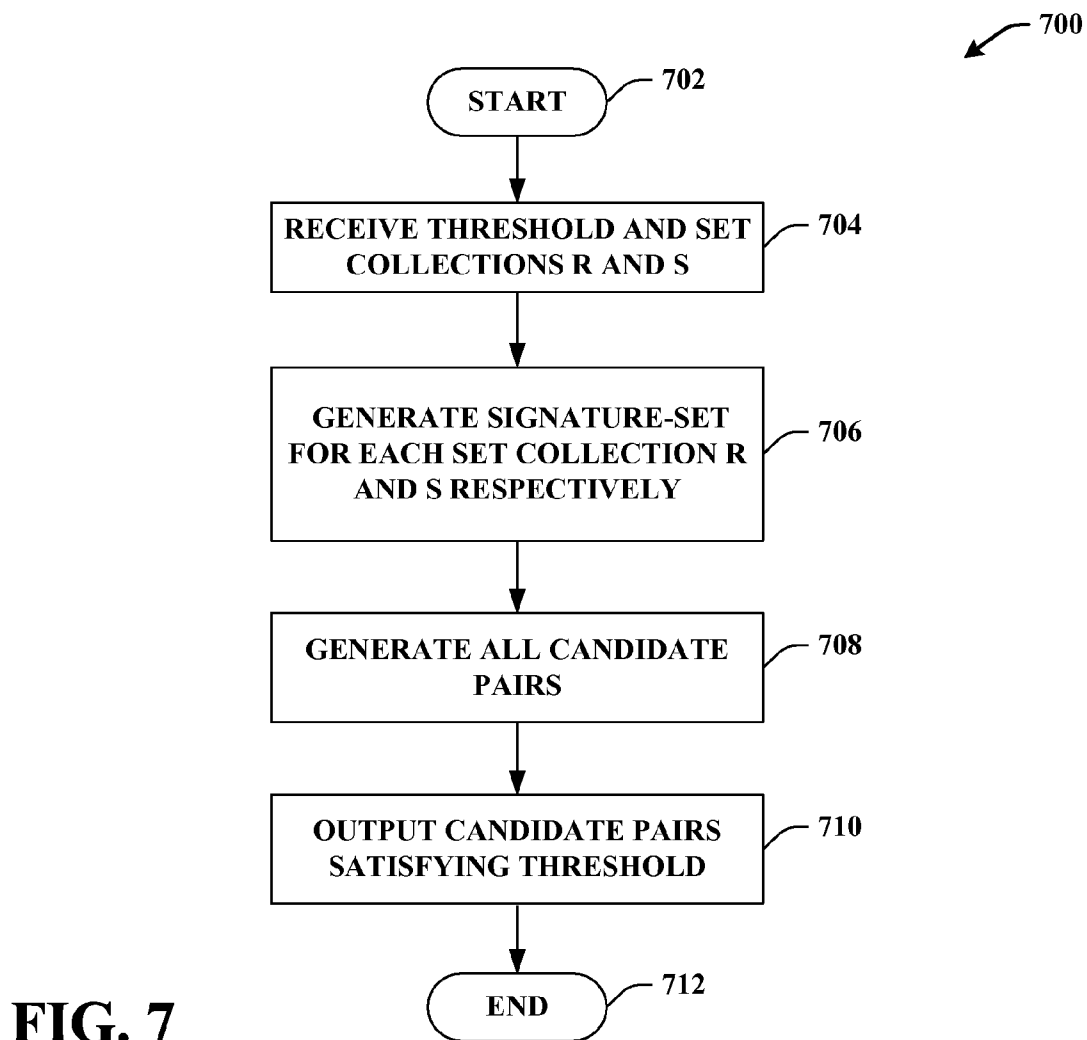 700
START
702
RECEIVE THRESHOLD AND SET
COLLECTIONS R AND S
704
GENERATE SIGNATURE-SET
FOR EACH SET COLLECTION R
AND S RESPECTIVELY
706
GENERATE ALL CANDIDATE
PAIRS
708
OUTPUT CANDIDATE PAIRS
SATISFYING THRESHOLD
710
END
712
FIG. 7